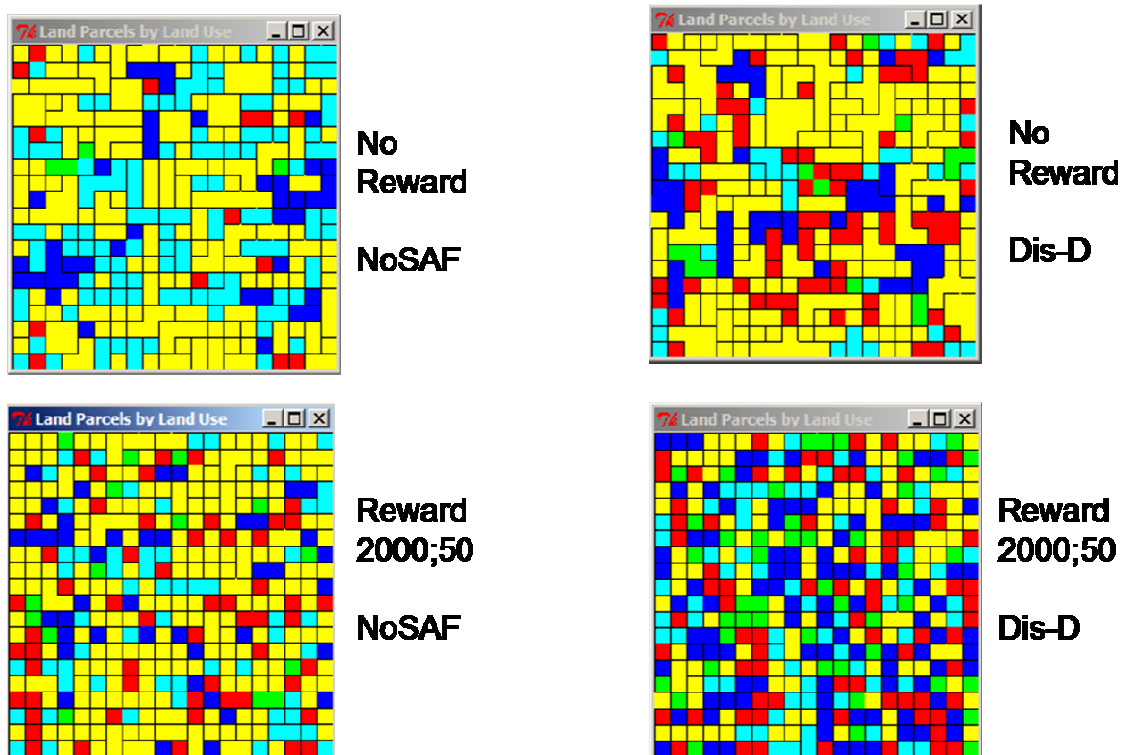 Land Parcels by Land Use
No
Reward
NoSAF
Land Parcels by Land Use
No
Reward
Dis-D
Land Parcels by Land Use
Reward
2000;50
NoSAF
Land Parcels by Land Use
Reward
2000;50
Dis-D